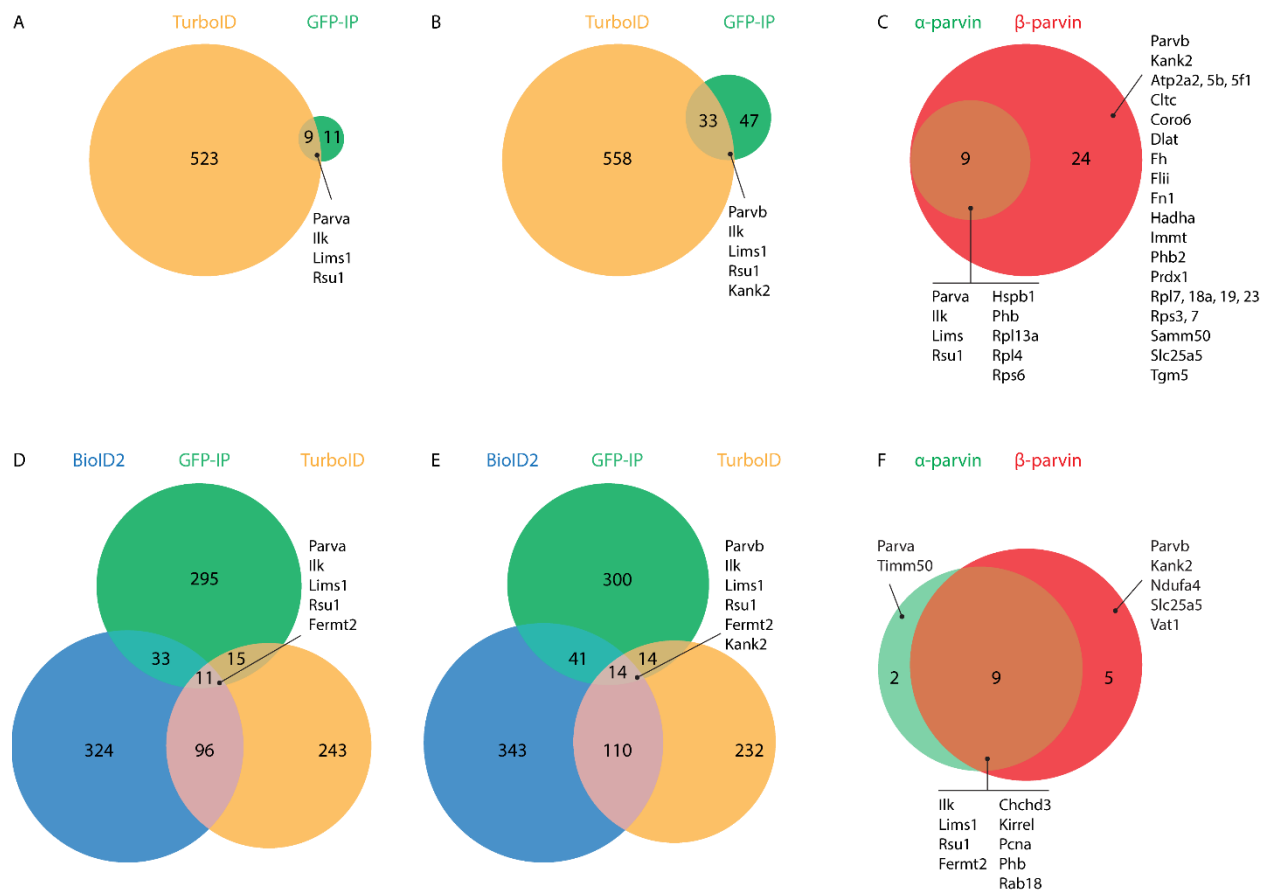 A
TurboID
GFP-IP
523
9
11
Parva
Ilk
Lims1
Rsu1
B
TurboID
GFP-IP
558
33
47
Parvb
Ilk
Lims1
Rsu1
Kank2
C
α-parvin
β-parvin
9
24
Parvb
Kank2
Atp2a2, 5b, 5f1
Cltc
Coro6
Dlat
Fh
Flii
Fn1
Hadha
Immt
Phb2
Prdx1
Rpl7, 18a, 19, 23
Rps3, 7
Samm50
Slc25a5
Tgm5
Parva
Ilk
Lims
Rsu1
Hspb1
Phb
Rpl13a
Rpl4
Rps6
D
BioID2
GFP-IP
TurboID
295
33
15
11
324
96
243
Parva
Ilk
Lims1
Rsu1
Fermt2
E
BioID2
GFP-IP
TurboID
300
41
14
14
343
110
232
Parvb
Ilk
Lims1
Rsu1
Fermt2
Kank2
F
α-parvin
β-parvin
Parva
Timm50
2
9
5
Parvb
Kank2
Ndufa4
Slc25a5
Vat1
Ilk
Lims1
Rsu1
Fermt2
Chchd3
Kirrel
Pcna
Phb
Rab18